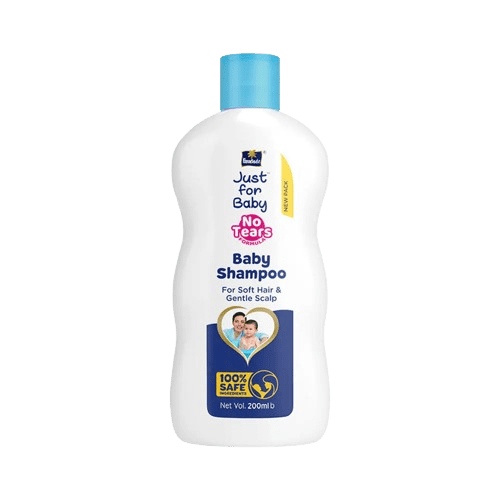 Parachute
Just
for
Baby
NEW PACK
No
Tears
FORMULA
Baby
Shampoo
For Soft Hair &
Gentle Scalp
100%
SAFE
INGREDIENTS
Net Vol. 200ml b